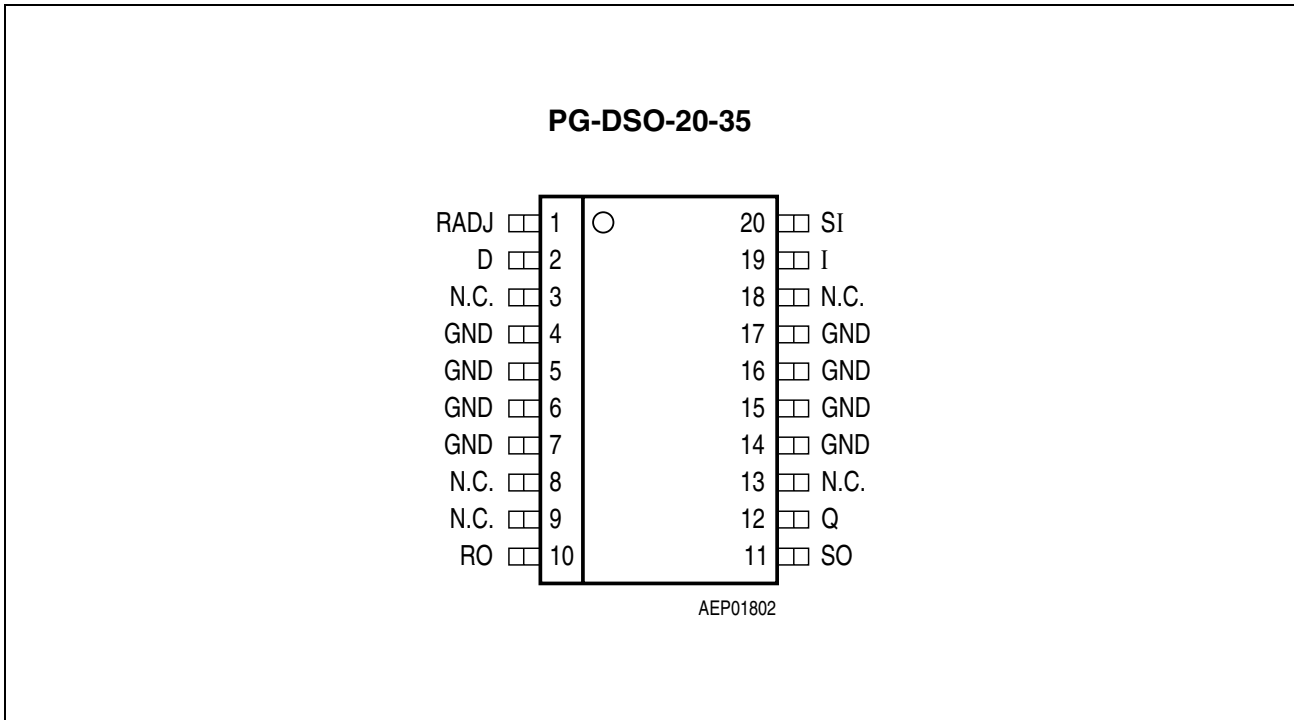 PG-DSO-20-35
RADJ 1 20 SI
D 2 19 I
N.C. 3 18 N.C.
GND 4 17 GND
GND 5 16 GND
GND 6 15 GND
GND 7 14 GND
N.C. 8 13 N.C.
N.C. 9 12 Q
RO 10 11 SO
AEP01802